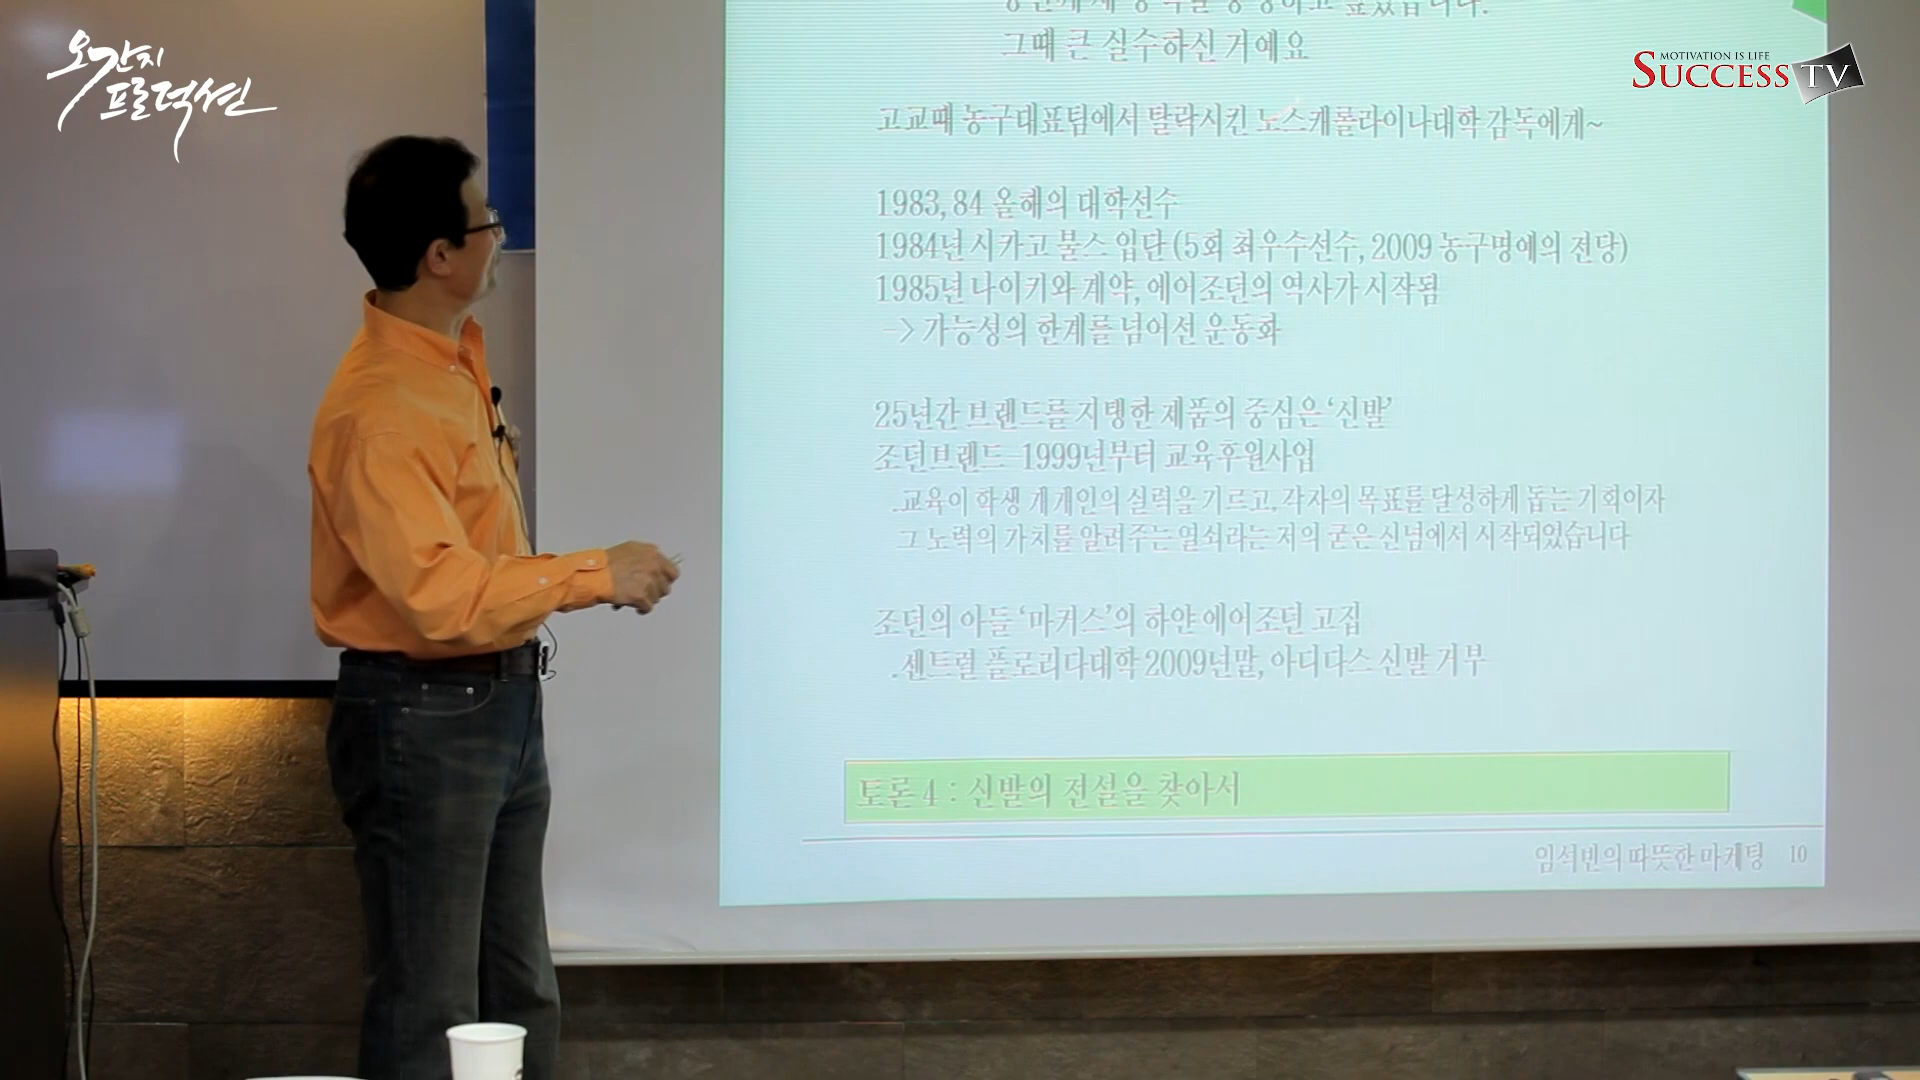 오간지
프로덕션
MOTIVATION IS LIFE
SUCCESS TV
그때 큰 실수하신 거예요
고교때 농구대표팀에서 탈락시킨 노스캐롤라이나대학 감독에게~
1983, 84 올해의 대학선수
1984년 시카고 불스 입단 (5회 최우수선수, 2009 농구명예의 전당)
1985년 나이키와 계약, 에어조던의 역사가 시작됨
-> 가능성의 한계를 넘어선 운동화
25년간 브랜드를 지탱한 제품의 중심은 ‘신발’
조던브랜드–1999년부터 교육후원사업
.교육이 학생 개개인의 실력을 기르고, 각자의 목표를 달성하게 돕는 기회이자
그 노력의 가치를 알려주는 열쇠라는 저의 굳은 신념에서 시작되었습니다
조던의 아들 ‘마커스’의 하얀 에어조던 고집
. 센트럴 플로리다대학 2009년말, 아디다스 신발 거부
토론 4 : 신발의 전설을 찾아서
임석빈의 따뜻한 마케팅 10